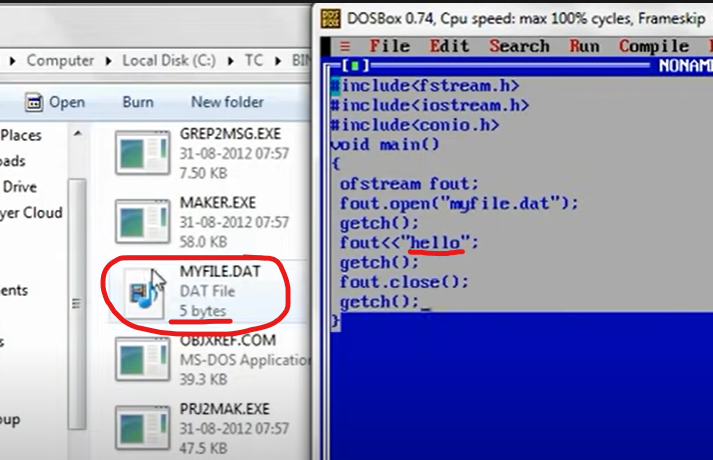 DOSBox 0.74, Cpu speed: max 100% cycles, Frameskip
Computer Local Disk (C:) TC BIN
Open Burn New folder
Places
oads
Drive
yer Cloud
ents
s
oup
GREP2MSG.EXE
31-08-2012 07:57
7.50 KB
MAKER.EXE
31-08-2012 07:57
58.0 KB
MYFILE.DAT
DAT File
5 bytes
OBJXREF.COM
MS-DOS Application
39.3 KB
PRJ2MAK.EXE
31-08-2012 07:57
47.5 KB
DOS
BOX
≡ File Edit Search Run Compile
[■] NONAME
#include<fstream.h>
#include<iostream.h>
#include<conio.h>
void main()
{
ofstream fout;
fout.open("myfile.dat");
getch();
fout<<"hello";
getch();
fout.close();
getch();_
}